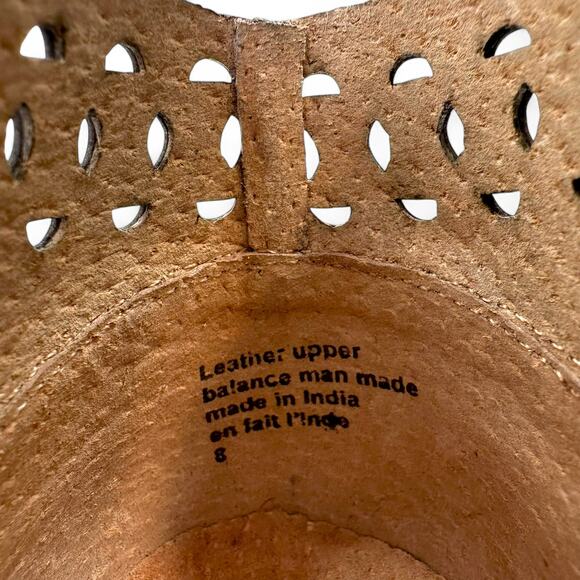 Leather upper
balance man made
made in India
en fait l'Inde
8